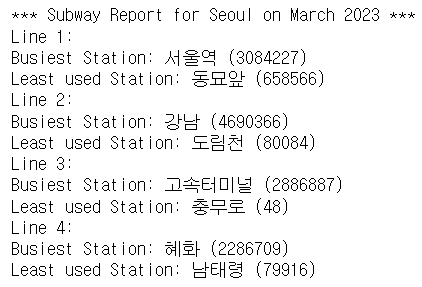 *** Subway Report for Seoul on March 2023 ***
Line 1:
Busiest Station: 서울역 (3084227)
Least used Station: 동묘앞 (658566)
Line 2:
Busiest Station: 강남 (4690366)
Least used Station: 도림천 (80084)
Line 3:
Busiest Station: 고속터미널 (2886887)
Least used Station: 충무로 (48)
Line 4:
Busiest Station: 혜화 (2286709)
Least used Station: 남태령 (79916)